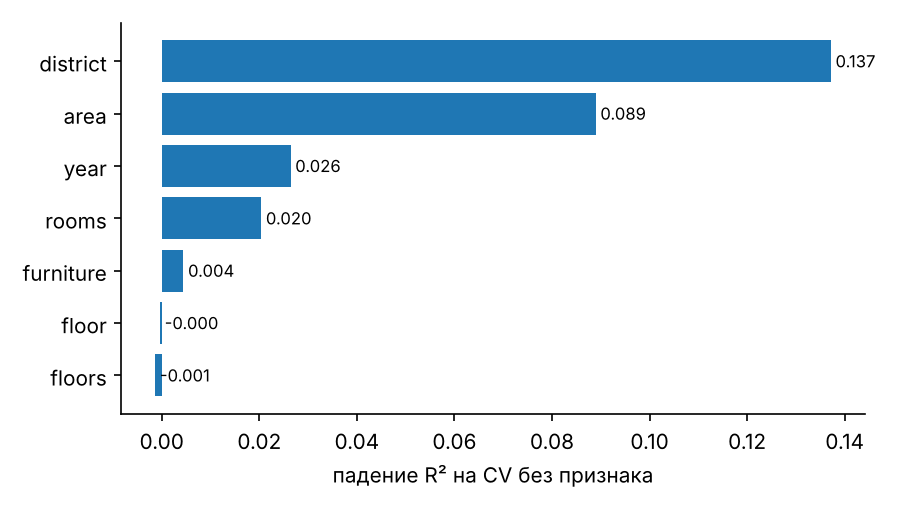 district 0.137
area 0.089
year 0.026
rooms 0.020
furniture 0.004
floor -0.000
floors -0.001
0.00 0.02 0.04 0.06 0.08 0.10 0.12 0.14
падение R² на CV без признака